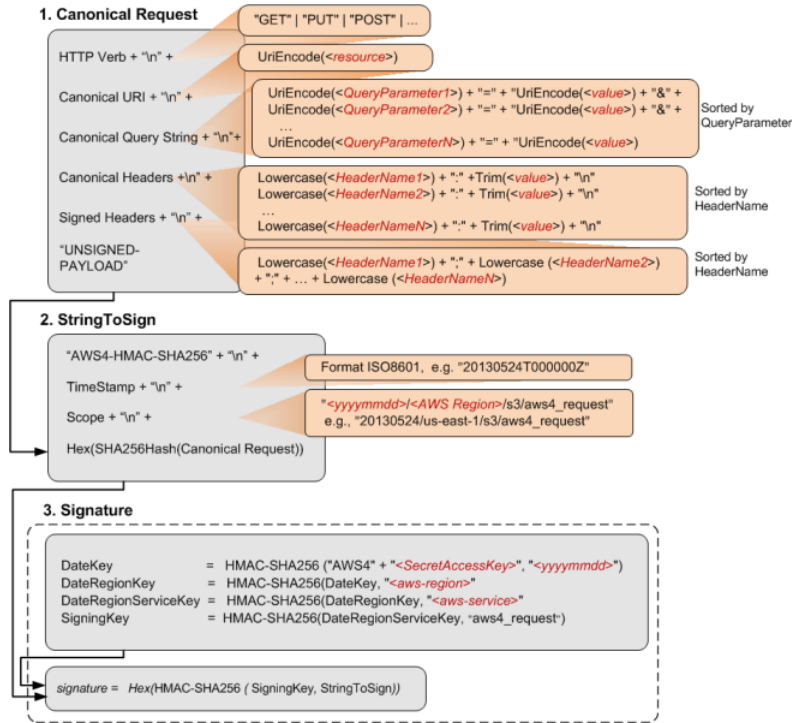 1. Canonical Request
"GET" | "PUT" | "POST" | ...
HTTP Verb + “\n” +
UriEncode(<resource>)
Canonical URI + “\n” +
UriEncode(<QueryParameter1>) + "=" + "UriEncode(<value>) + "&" +
UriEncode(<QueryParameter2>) + "=" + "UriEncode(<value>) + "&" +
...
UriEncode(<QueryParameterN>) + "=" + "UriEncode(<value>)
Sorted by
QueryParameter
Canonical Query String + “\n”+
Canonical Headers +\n” +
Lowercase(<HeaderName1>) + ":" +Trim(<value>) + "\n"
Lowercase(<HeaderName2>) + ":" + Trim(<value>) + "\n"
...
Lowercase(<HeaderNameN>) + ":" + Trim(<value>) + "\n"
Sorted by
HeaderName
Signed Headers + “\n” +
Lowercase(<HeaderName1>) + ";" + Lowercase (<HeaderName2>)
+ ";" + ... + Lowercase (<HeaderNameN>)
Sorted by
HeaderName
“UNSIGNED-
PAYLOAD”
2. StringToSign
“AWS4-HMAC-SHA256” + “\n” +
Format ISO8601, e.g. "20130524T000000Z"
TimeStamp + “\n” +
"<yyyymmdd>/<AWS Region>/s3/aws4_request"
e.g., "20130524/us-east-1/s3/aws4_request"
Scope + “\n” +
Hex(SHA256Hash(Canonical Request))
3. Signature
DateKey = HMAC-SHA256 ("AWS4" + "<SecretAccessKey>", "<yyyymmdd>")
DateRegionKey = HMAC-SHA256(DateKey, "<aws-region>"
DateRegionServiceKey = HMAC-SHA256(DateRegionKey, "<aws-service>"
SigningKey = HMAC-SHA256(DateRegionServiceKey, "aws4_request")
signature = Hex(HMAC-SHA256 ( SigningKey, StringToSign))